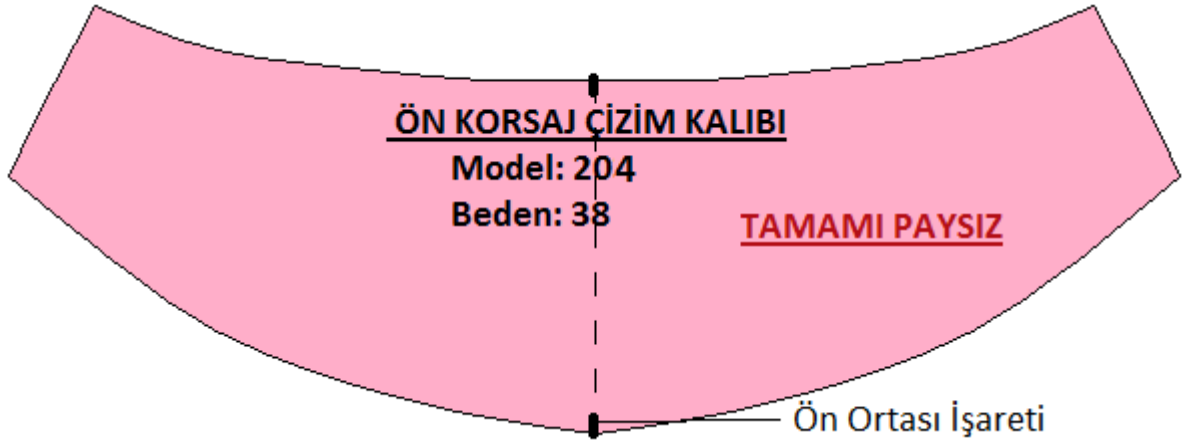 ÖN KORSAJ ÇİZİM KALIBI
Model: 204
Beden: 38
TAMAMI PAYSIZ
Ön Ortası İşareti